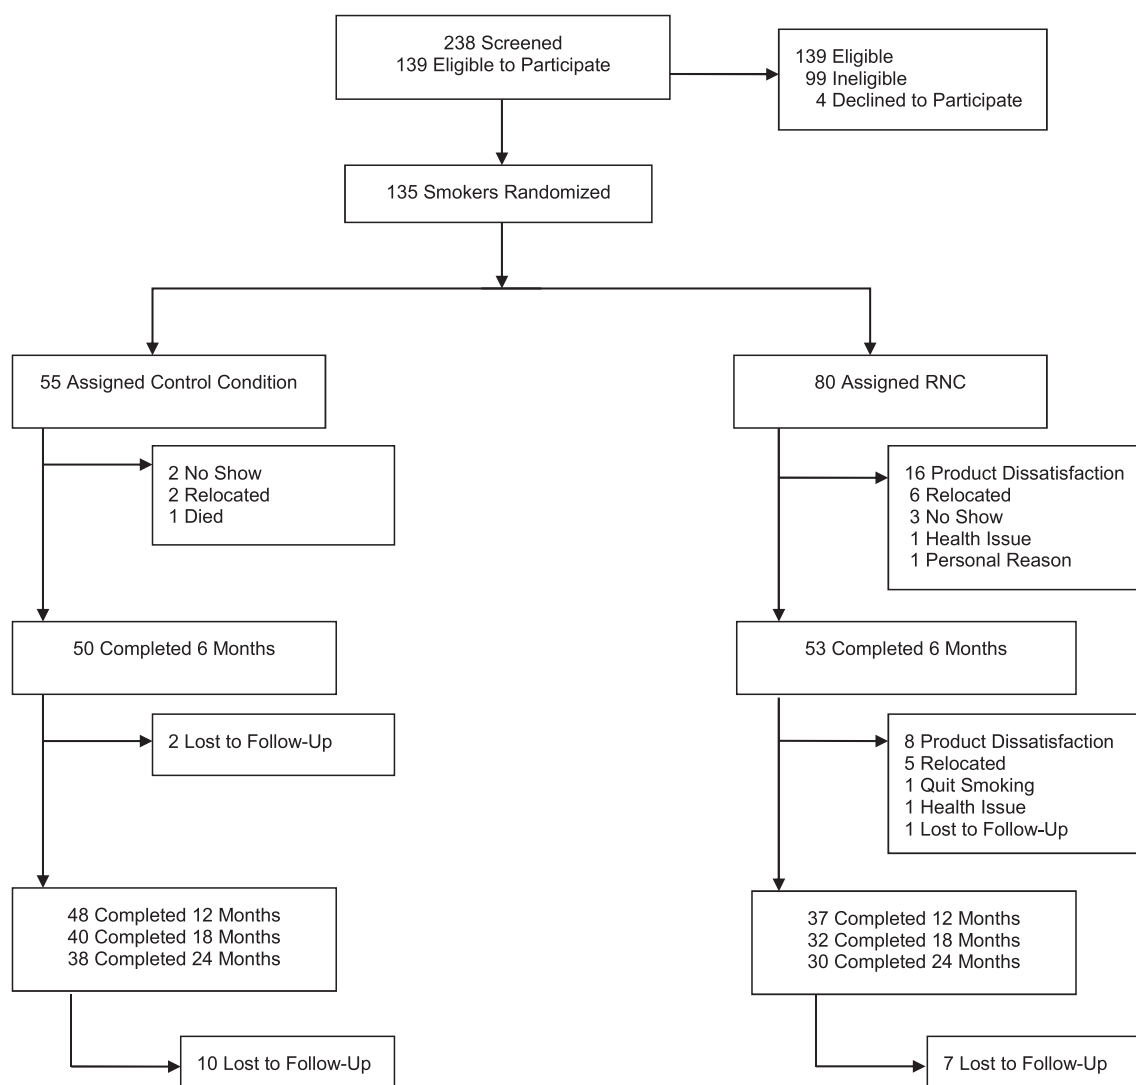 238 Screened
139 Eligible to Participate
139 Eligible
99 Ineligible
4 Declined to Participate
135 Smokers Randomized
55 Assigned Control Condition
80 Assigned RNC
2 No Show
2 Relocated
1 Died
16 Product Dissatisfaction
6 Relocated
3 No Show
1 Health Issue
1 Personal Reason
50 Completed 6 Months
53 Completed 6 Months
2 Lost to Follow-Up
8 Product Dissatisfaction
5 Relocated
1 Quit Smoking
1 Health Issue
1 Lost to Follow-Up
48 Completed 12 Months
40 Completed 18 Months
38 Completed 24 Months
37 Completed 12 Months
32 Completed 18 Months
30 Completed 24 Months
10 Lost to Follow-Up
7 Lost to Follow-Up